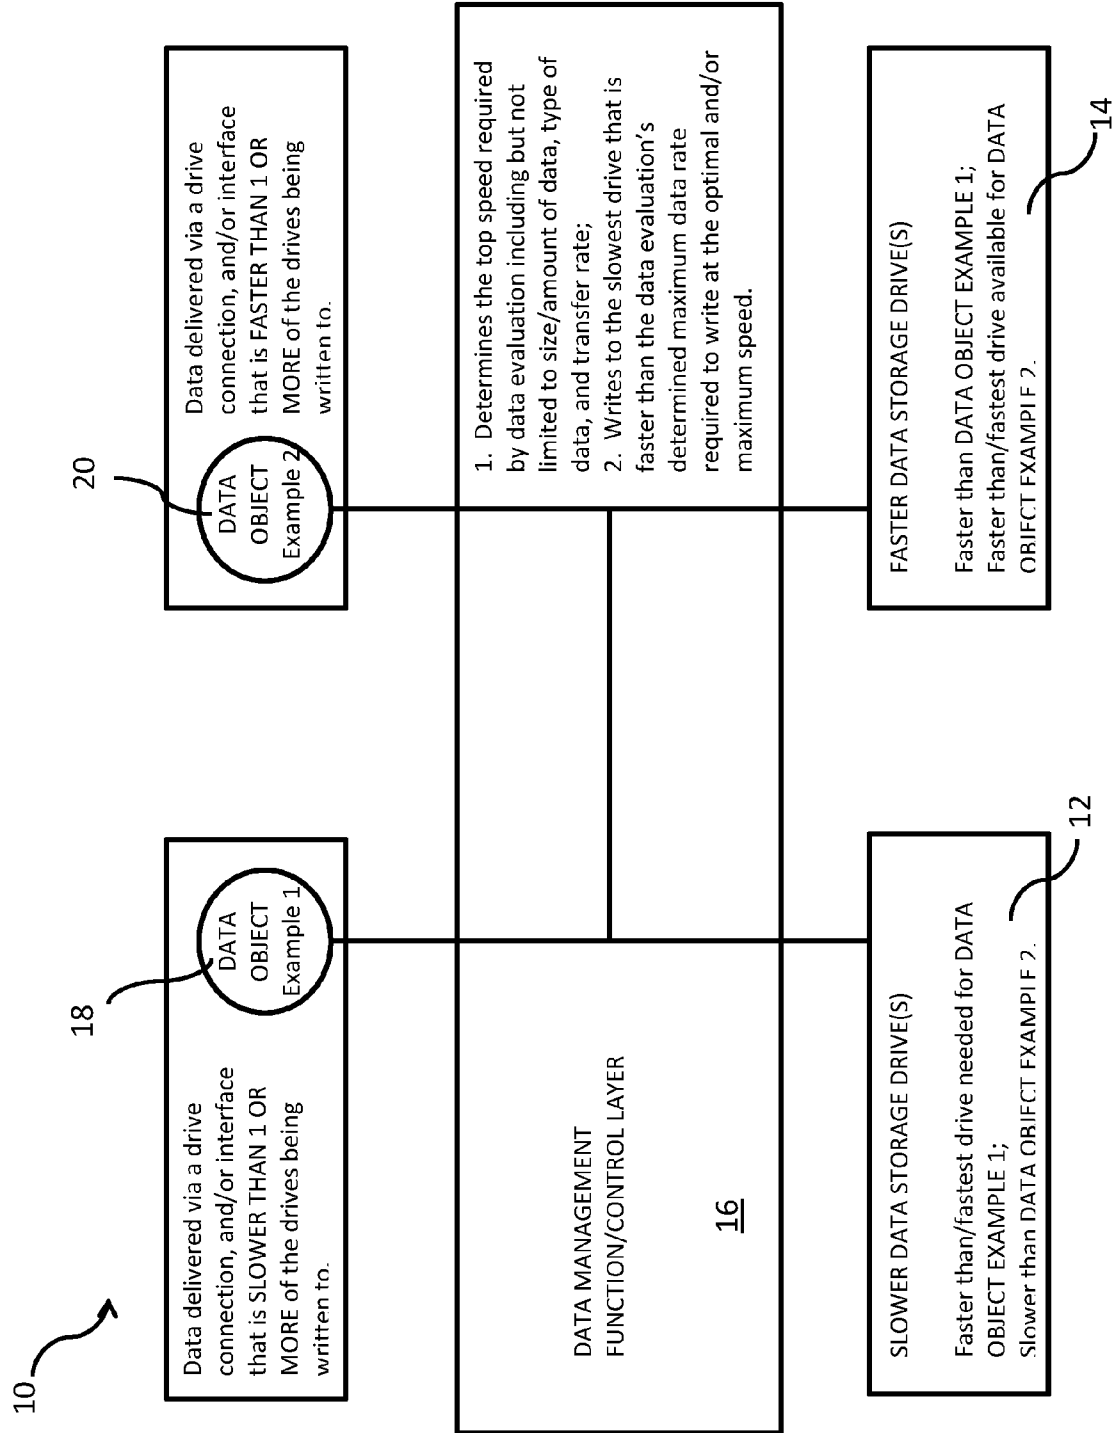 10
18
20
Data delivered via a drive
connection, and/or interface
that is SLOWER THAN 1 OR
MORE of the drives being
written to.
DATA
OBJECT
Example 1
DATA
OBJECT
Example 2
Data delivered via a drive
connection, and/or interface
that is FASTER THAN 1 OR
MORE of the drives being
written to.
DATA MANAGEMENT
FUNCTION/CONTROL LAYER
16
1. Determines the top speed required
by data evaluation including but not
limited to size/amount of data, type of
data, and transfer rate;
2. Writes to the slowest drive that is
faster than the data evaluation's
determined maximum data rate
required to write at the optimal and/or
maximum speed.
SLOWER DATA STORAGE DRIVE(S)
Faster than/fastest drive needed for DATA
OBJECT EXAMPLE 1;
Slower than DATA OBJECT EXAMPLE 2.
12
FASTER DATA STORAGE DRIVE(S)
Faster than DATA OBJECT EXAMPLE 1;
Faster than/fastest drive available for DATA
OBJECT EXAMPLE 2.
14